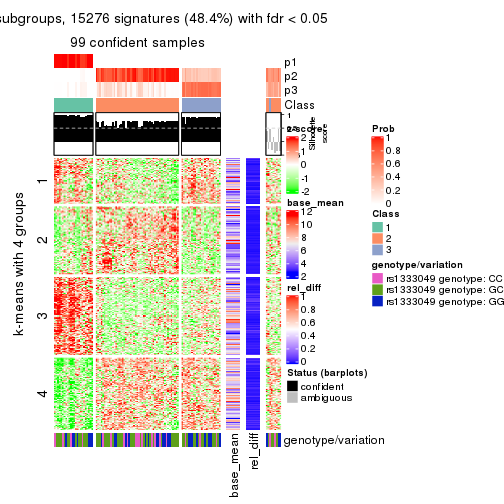 subgroups, 15276 signatures (48.4%) with fdr < 0.05
99 confident samples
p1
p2
p3
Class
1
Silhouette
score
z-score
2
1
0
-1
-2
base_mean
12
10
8
6
4
2
rel_diff
1
0.8
0.6
0.4
0.2
0
Status (barplots)
confident
ambiguous
Prob
1
0.8
0.6
0.4
0.2
0
Class
1
2
3
genotype/variation
rs1333049 genotype: CC
rs1333049 genotype: GC
rs1333049 genotype: GG
k-means with 4 groups
1
2
3
4
genotype/variation
base_mean
rel_diff